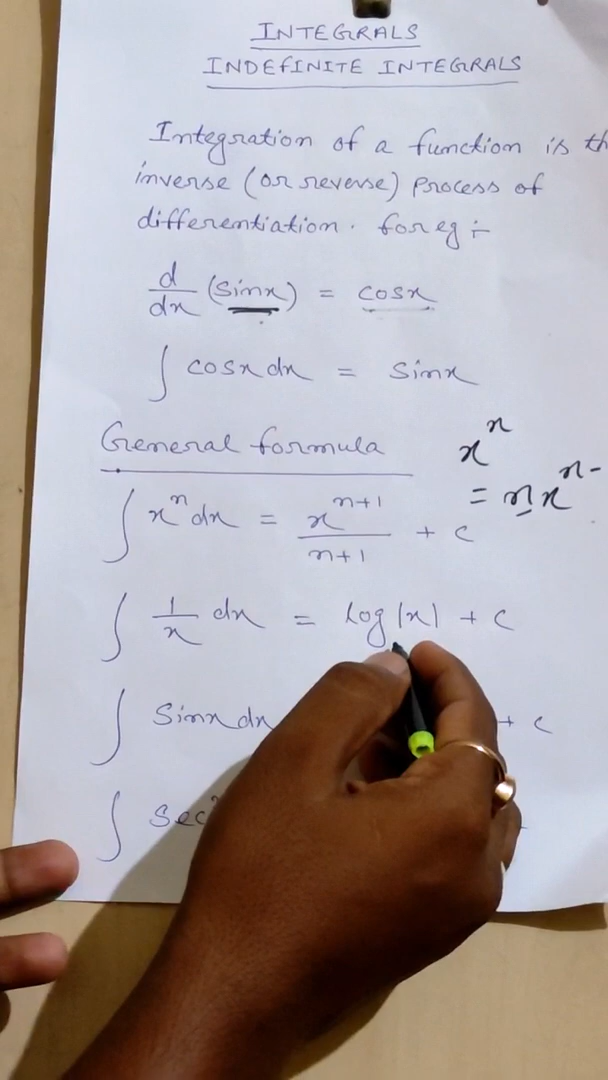 INTEGRALS
INDEFINITE INTEGRALS
Integration of a function is th
inverse (or reverse) process of
differentiation. for eg :-
d/dx (sinx) = cosx
∫ cosx dx = sinx
General formula
x^n
= nx^n-
∫ x^n dx = x^n+1/n+1 + c
∫ 1/x dx = log|x| + c
∫ sinx dx + c
∫ sec